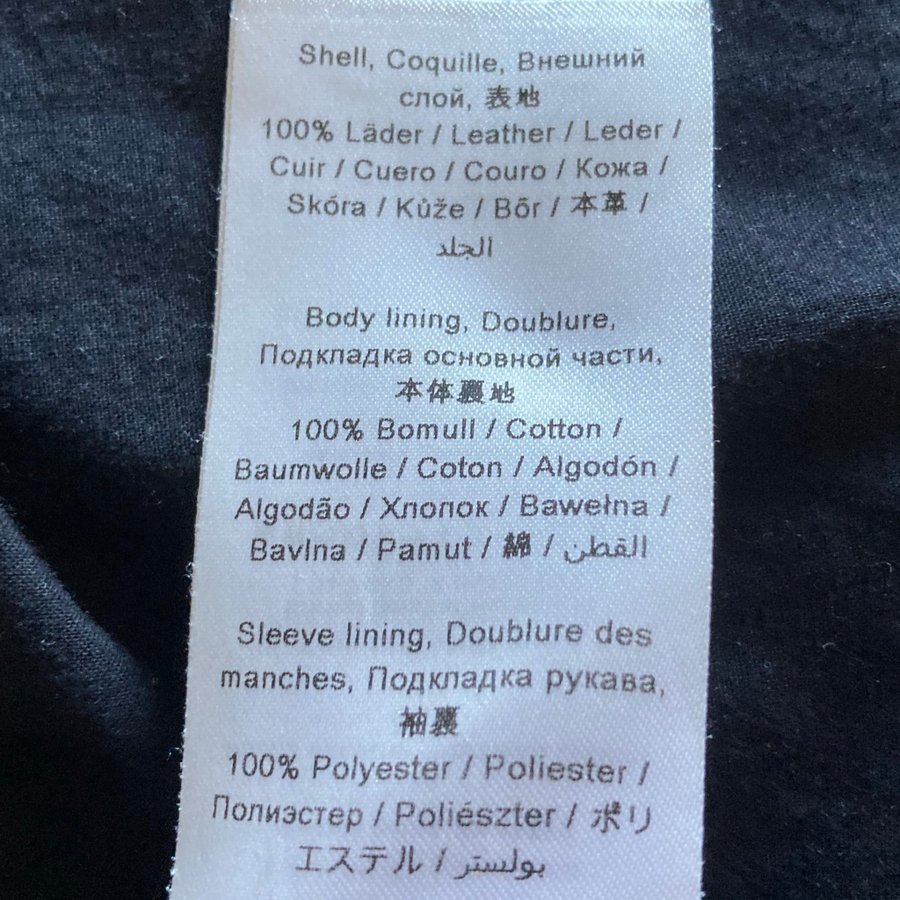 Shell, Coquille, Внешний
слой, 表地
100% Läder / Leather / Leder /
Cuir / Cuero / Couro / Кожа /
Skóra / Kůže / Bőr / 本革 /
الجلد
Body lining, Doublure,
Подкладка основной части,
本体裏地
100% Bomull / Cotton /
Baumwolle / Coton / Algodón /
Algodão / Хлопок / Bawełna /
Bavlna / Pamut / 綿 / القطن
Sleeve lining, Doublure des
manches, Подкладка рукава,
袖裏
100% Polyester / Poliester /
Полиэстер / Poliészter / ポリ
エステル / بولستر